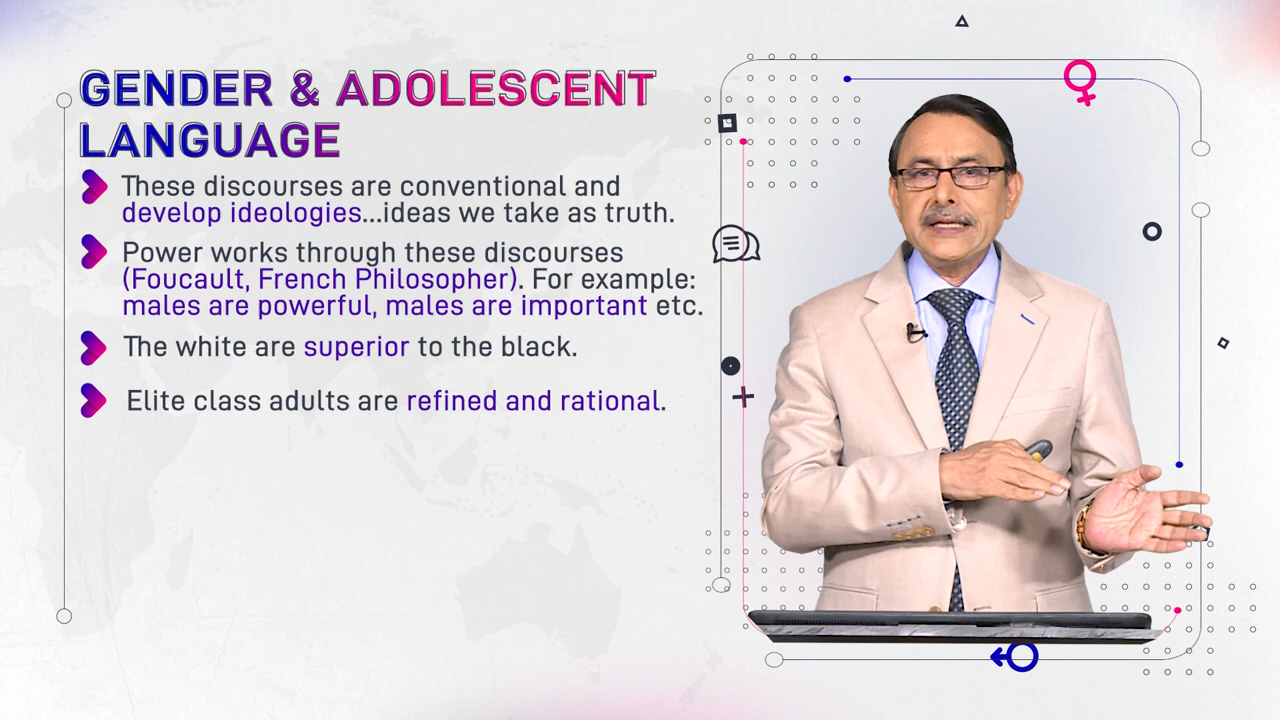 GENDER & ADOLESCENT
LANGUAGE
These discourses are conventional and
develop ideologies...ideas we take as truth.
Power works through these discourses
(Foucault, French Philosopher). For example:
males are powerful, males are important etc.
The white are superior to the black.
Elite class adults are refined and rational.